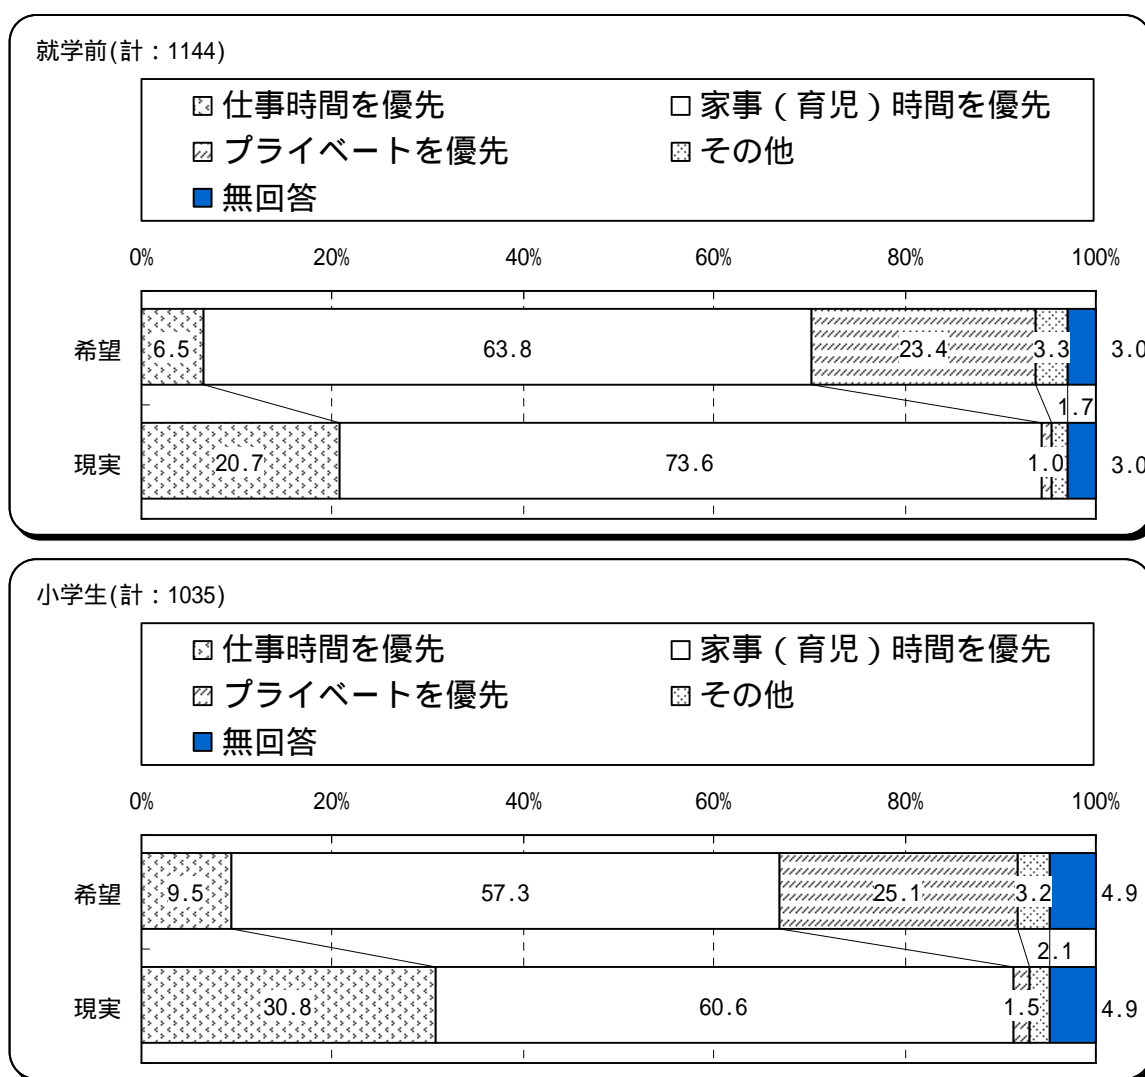 就学前(計：1144)
仕事時間を優先 家事（育児）時間を優先
プライベートを優先 その他
無回答
0% 20% 40% 60% 80% 100%
希望 6.5 63.8 23.4 3.3 3.0
1.7
現実 20.7 73.6 1.0 3.0
小学生(計：1035)
仕事時間を優先 家事（育児）時間を優先
プライベートを優先 その他
無回答
0% 20% 40% 60% 80% 100%
希望 9.5 57.3 25.1 3.2 4.9
2.1
現実 30.8 60.6 1.5 4.9